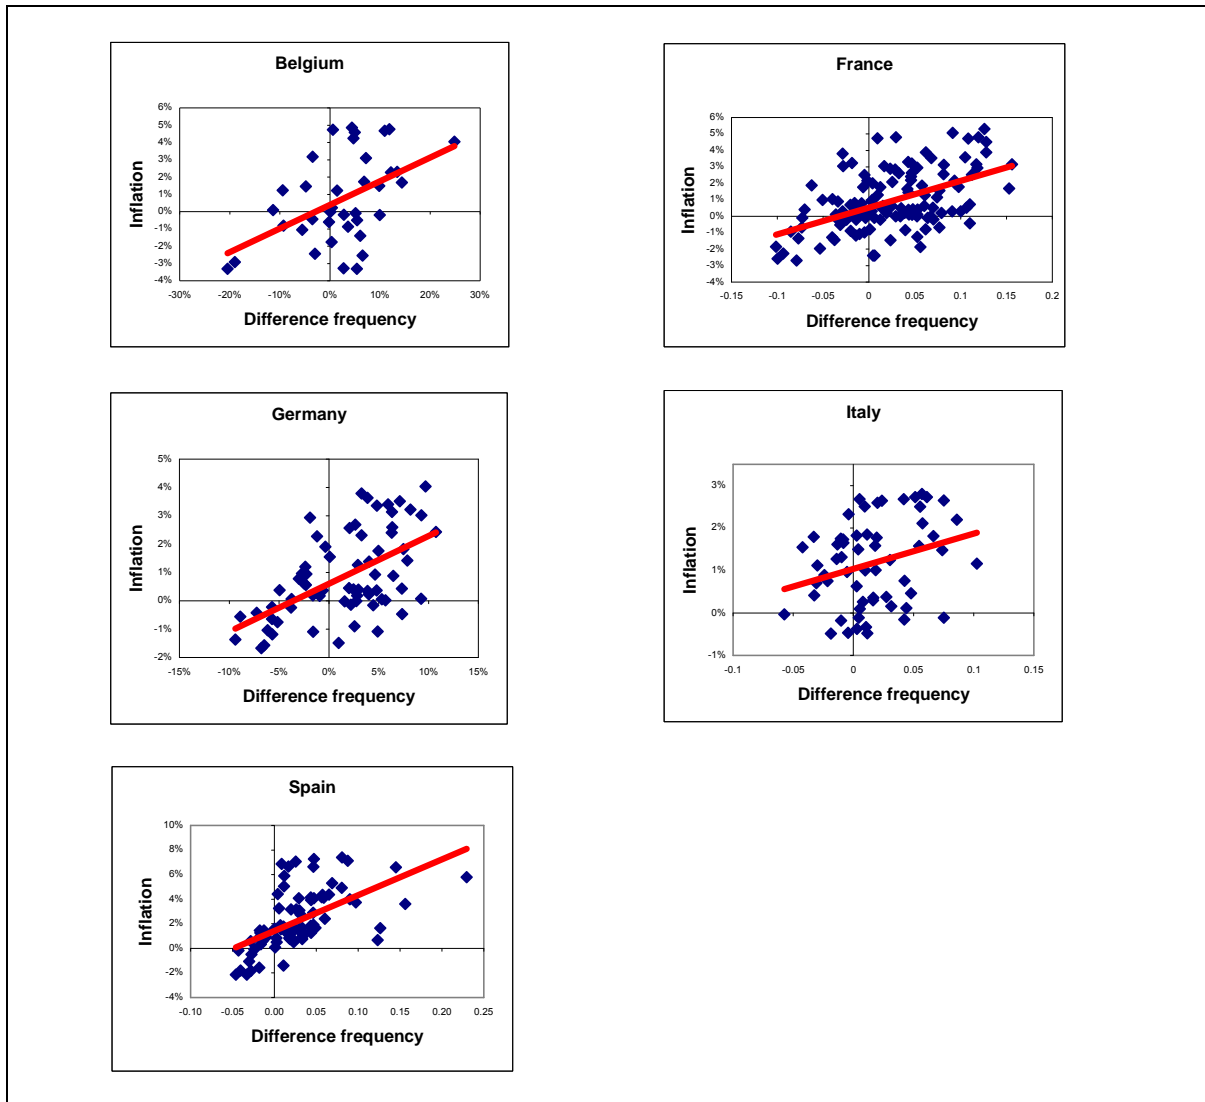 Belgium
6%
5%
4%
3%
2%
1%
0%
-1%
-2%
-3%
-4%
-30% -20% -10% 0% 10% 20% 30%
Inflation
Difference frequency
France
6%
5%
4%
3%
2%
1%
0%
-1%
-2%
-3%
-4%
-0.15 -0.1 -0.05 0 0.05 0.1 0.15 0.2
Inflation
Difference frequency
Germany
5%
4%
3%
2%
1%
0%
-1%
-2%
-15% -10% -5% 0% 5% 10% 15%
Inflation
Difference frequency
Italy
3%
2%
1%
0%
-1%
-0.1 -0.05 0 0.05 0.1 0.15
Inflation
Difference frequency
Spain
10%
8%
6%
4%
2%
0%
-2%
-4%
-0.10 -0.05 0.00 0.05 0.10 0.15 0.20 0.25
Inflation
Difference frequency